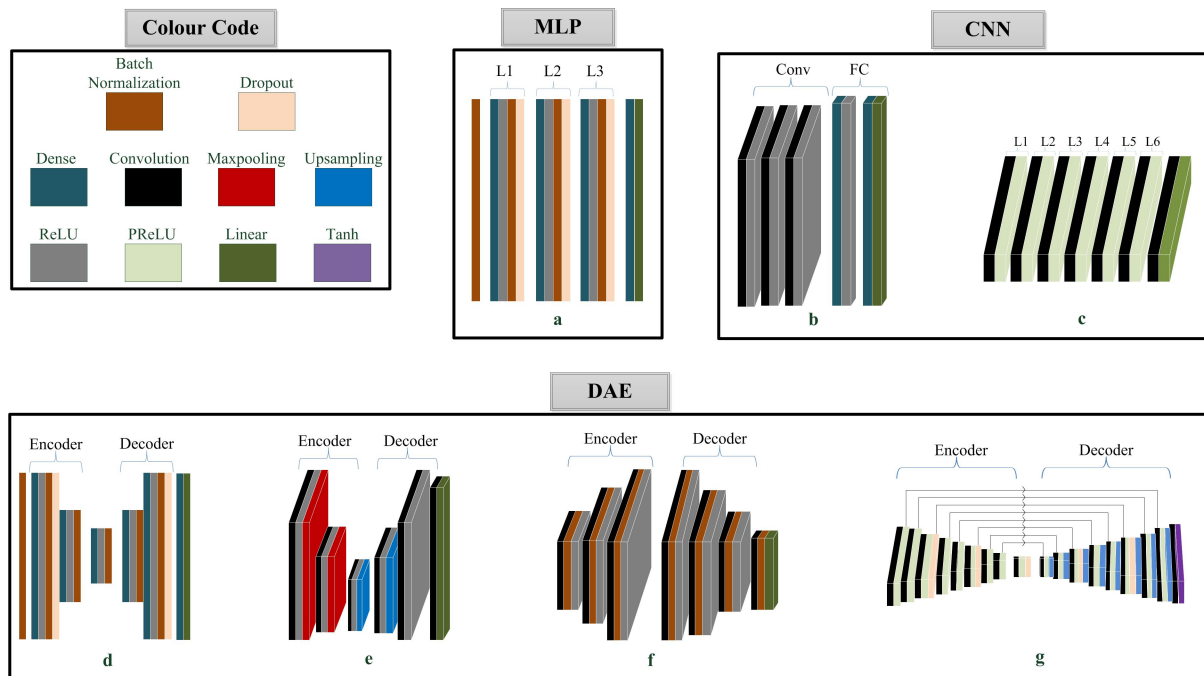 Colour Code
Batch
Normalization
Dropout
Dense
Convolution
Maxpooling
Upsampling
ReLU
PReLU
Linear
Tanh
MLP
L1
L2
L3
a
CNN
Conv
FC
b
L1
L2
L3
L4
L5
L6
c
DAE
Encoder
Decoder
d
Encoder
Decoder
e
Encoder
Decoder
f
Encoder
Decoder
g